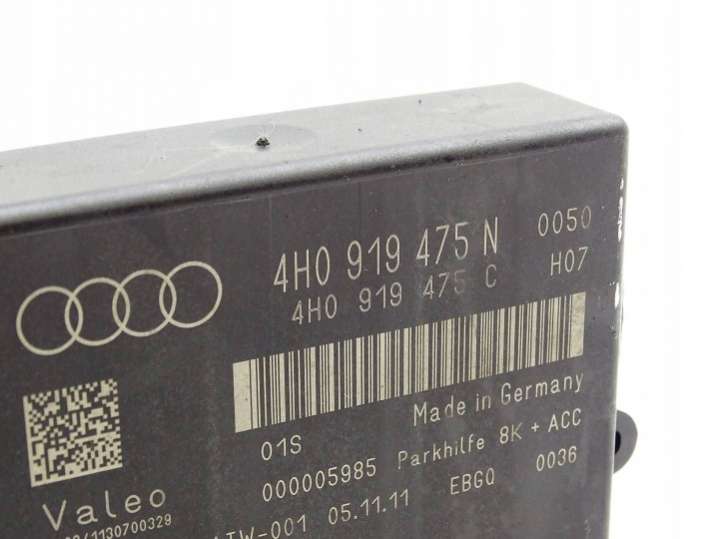 4H0 919 475 N 0050
4H0 919 475 C H07
Made in Germany
01S Parkhilfe 8K + ACC
000005985 EBGQ 0036
Valeo 05.11.11